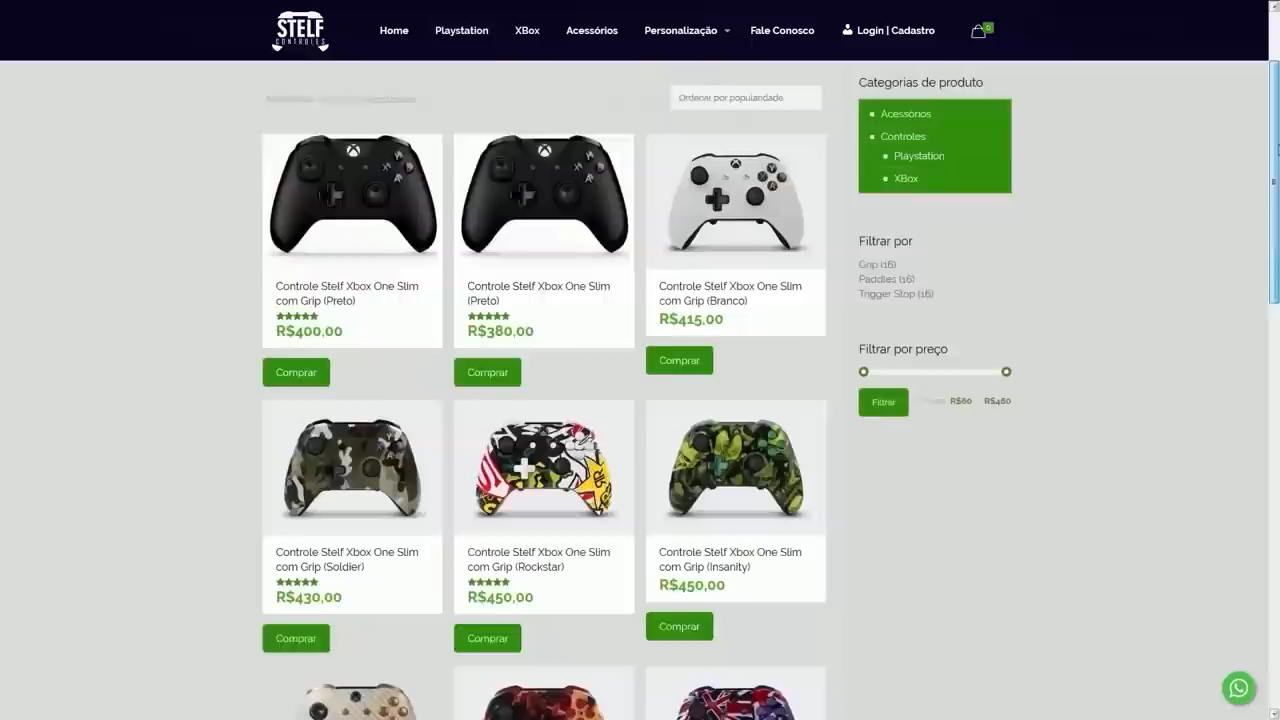 STELF
CONTROLES
Home
Playstation
XBox
Acessórios
Personalização
Fale Conosco
Login | Cadastro
0
Ordenar por popularidade
Controle Stelf Xbox One Slim
com Grip (Preto)
R$400,00
Comprar
Controle Stelf Xbox One Slim
(Preto)
R$380,00
Comprar
Controle Stelf Xbox One Slim
com Grip (Branco)
R$415,00
Comprar
Controle Stelf Xbox One Slim
com Grip (Soldier)
R$430,00
Comprar
Controle Stelf Xbox One Slim
com Grip (Rockstar)
R$450,00
Comprar
Controle Stelf Xbox One Slim
com Grip (Insanity)
R$450,00
Comprar
Categorias de produto
Acessórios
Controles
Playstation
XBox
Filtrar por
Grip (16)
Paddles (16)
Trigger Stop (16)
Filtrar por preço
Filtrar
R$60
R$460